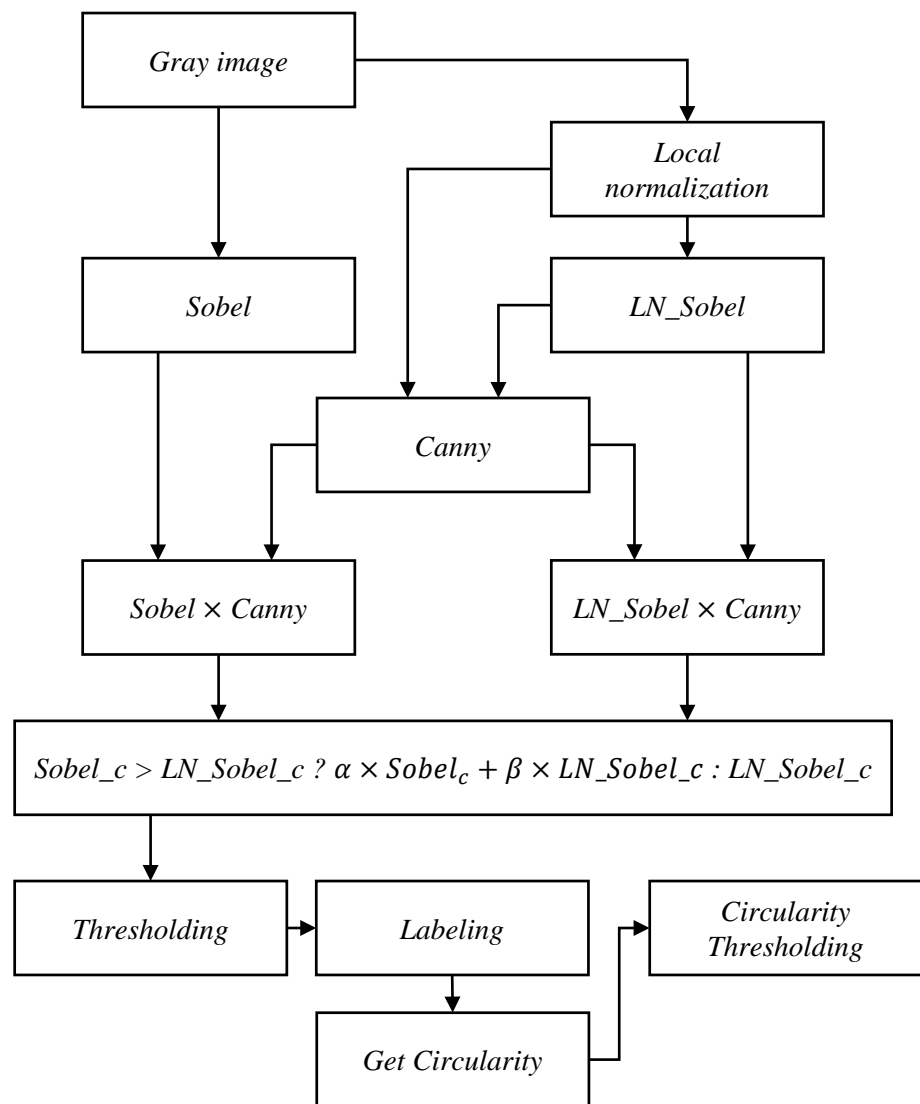 Gray image
Local
normalization
Sobel
LN_Sobel
Canny
Sobel × Canny
LN_Sobel × Canny
Sobel_c > LN_Sobel_c ? α × Sobel_c + β × LN_Sobel_c : LN_Sobel_c
Thresholding
Labeling
Circularity
Thresholding
Get Circularity